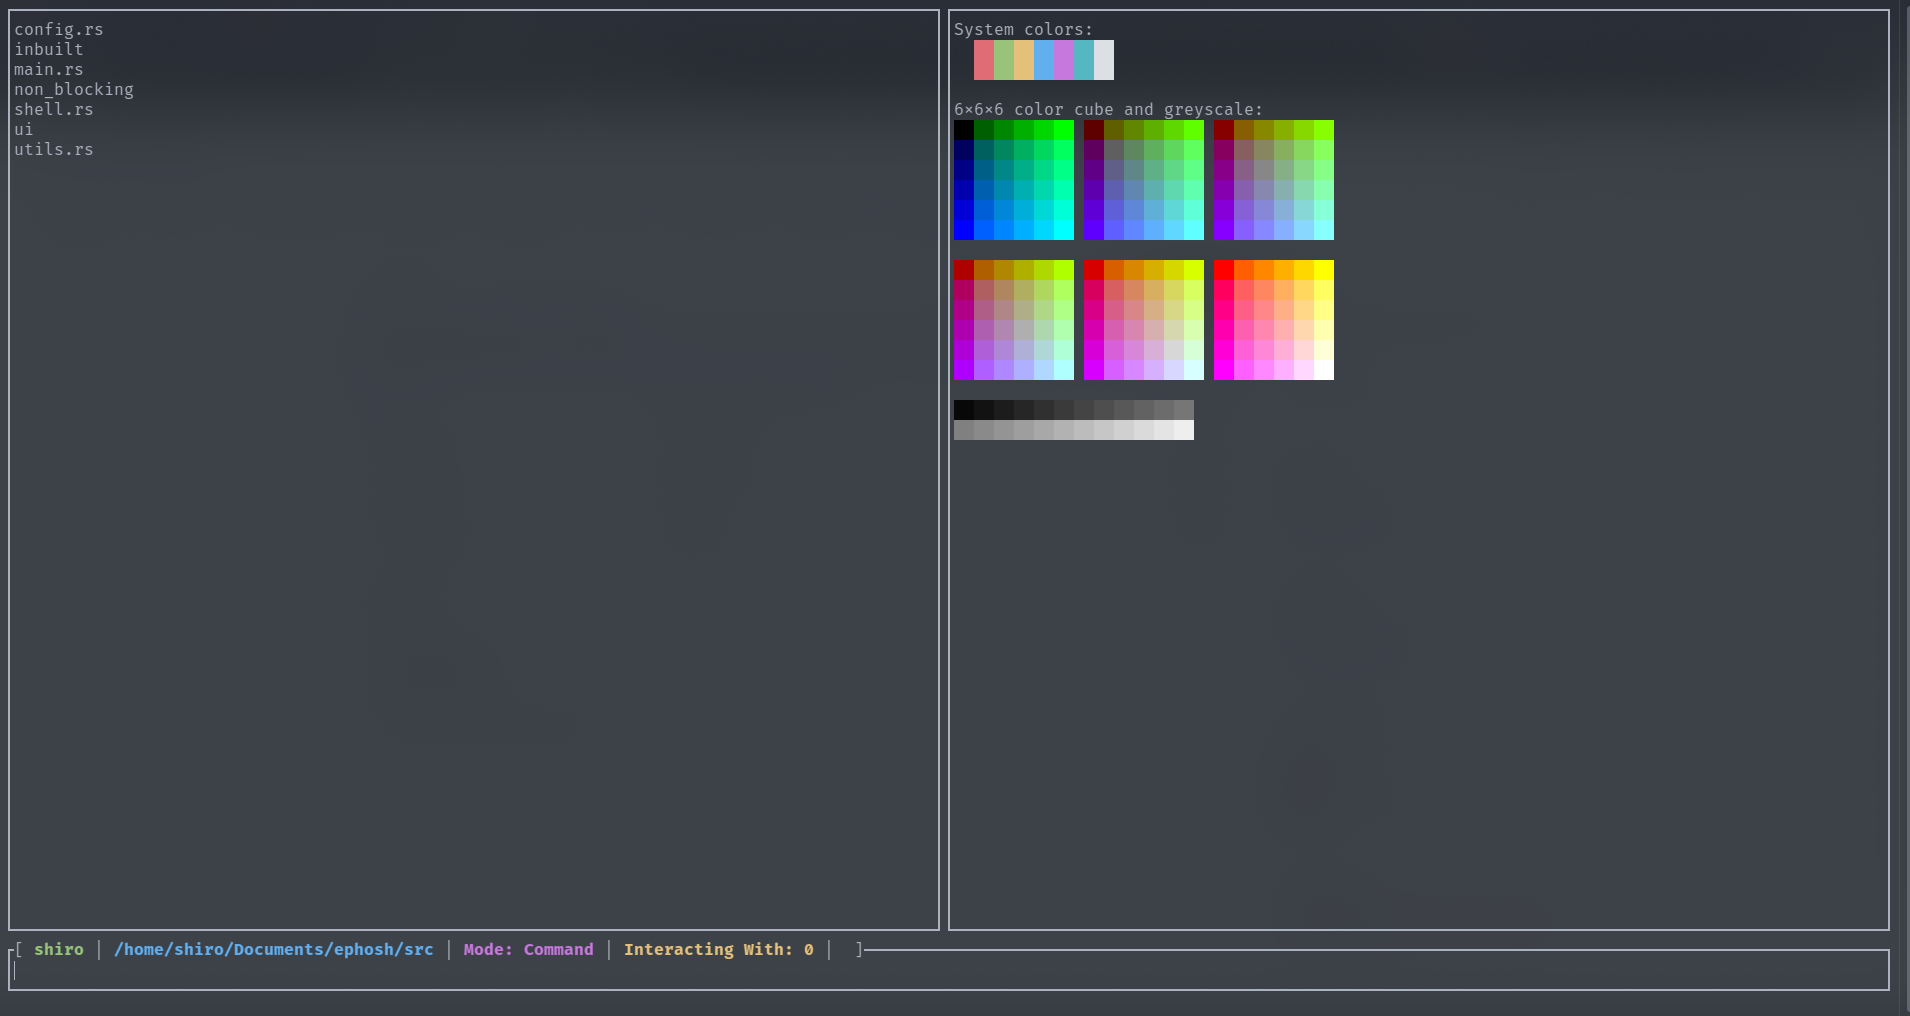 config.rs
inbuilt
main.rs
non_blocking
shell.rs
ui
utils.rs
System colors:
6×6×6 color cube and greyscale:
[ shiro │ /home/shiro/Documents/ephosh/src │ Mode: Command │ Interacting With: 0 │  ]